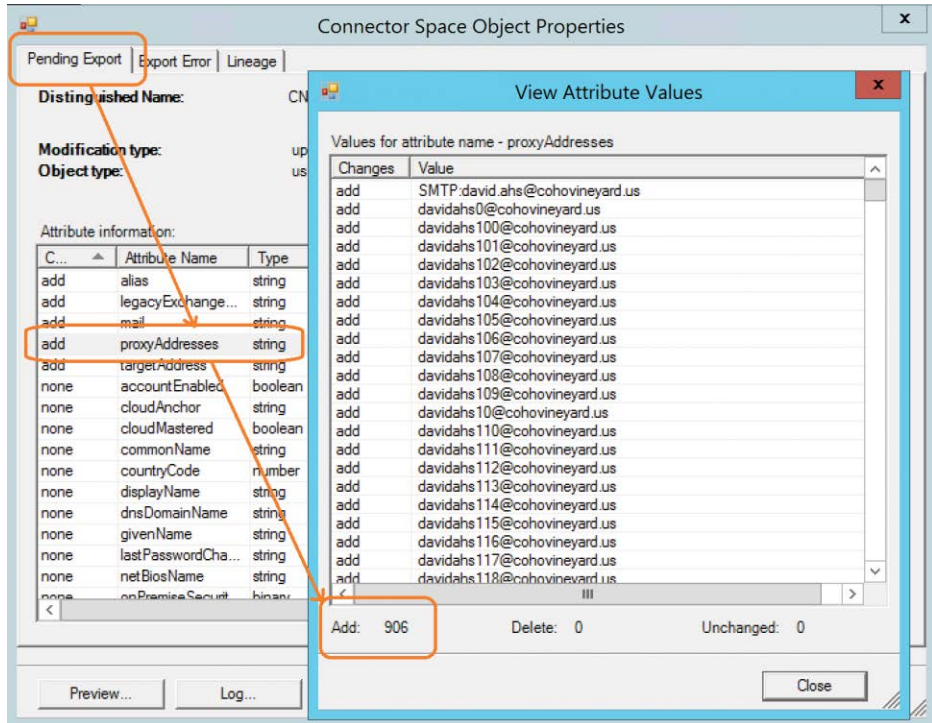 Connector Space Object Properties
x
Pending Export
Export Error
Lineage
Distinguished Name:
CN
Modification type:
up
Object type:
us
Attribute information:
C...
Attribute Name
Type
add alias string
add legacyExchange... string
add mail string
add proxyAddresses string
add targetAddress string
none accountEnabled boolean
none cloudAnchor string
none cloudMastered boolean
none commonName string
none countryCode number
none displayName string
none dnsDomainName string
none givenName string
none lastPasswordCha... string
none netBiosName string
none onPremiseSecurit... binary
Preview...
Log...
View Attribute Values
x
Values for attribute name - proxyAddresses
Changes Value
add SMTP:david.ahs@cohovineyard.us
add davidahs0@cohovineyard.us
add davidahs100@cohovineyard.us
add davidahs101@cohovineyard.us
add davidahs102@cohovineyard.us
add davidahs103@cohovineyard.us
add davidahs104@cohovineyard.us
add davidahs105@cohovineyard.us
add davidahs106@cohovineyard.us
add davidahs107@cohovineyard.us
add davidahs108@cohovineyard.us
add davidahs109@cohovineyard.us
add davidahs10@cohovineyard.us
add davidahs110@cohovineyard.us
add davidahs111@cohovineyard.us
add davidahs112@cohovineyard.us
add davidahs113@cohovineyard.us
add davidahs114@cohovineyard.us
add davidahs115@cohovineyard.us
add davidahs116@cohovineyard.us
add davidahs117@cohovineyard.us
add davidahs118@cohovineyard.us
Add: 906 Delete: 0 Unchanged: 0
Close